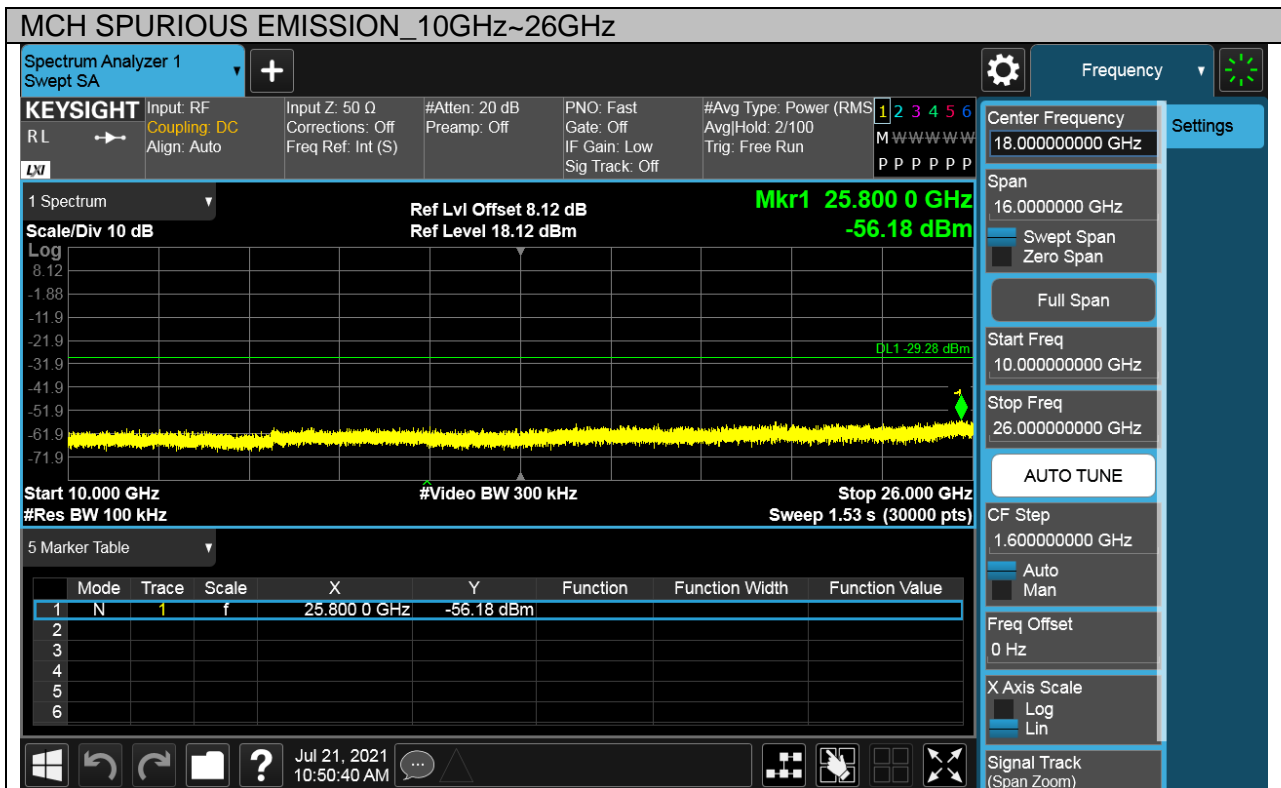 MCH SPURIOUS EMISSION_10GHz~26GHz
Spectrum Analyzer 1
Swept SA
+
Frequency
KEYSIGHT
RL
LXI
Input: RF
Coupling: DC
Align: Auto
Input Z: 50 Ω
Corrections: Off
Freq Ref: Int (S)
#Atten: 20 dB
Preamp: Off
PNO: Fast
Gate: Off
IF Gain: Low
Sig Track: Off
#Avg Type: Power (RMS
Avg|Hold: 2/100
Trig: Free Run
1 2 3 4 5 6
M W W W W W
P P P P P P
1 Spectrum
Scale/Div 10 dB
Ref Lvl Offset 8.12 dB
Ref Level 18.12 dBm
Mkr1 25.800 0 GHz
-56.18 dBm
Log
8.12
-1.88
-11.9
-21.9
-31.9
-41.9
-51.9
-61.9
-71.9
DL1 -29.28 dBm
1
Start 10.000 GHz
#Res BW 100 kHz
#Video BW 300 kHz
Stop 26.000 GHz
Sweep 1.53 s (30000 pts)
5 Marker Table
Mode Trace Scale X Y Function Function Width Function Value
1 N 1 f 25.800 0 GHz -56.18 dBm
2
3
4
5
6
Jul 21, 2021
10:50:40 AM
Center Frequency
18.000000000 GHz
Settings
Span
16.0000000 GHz
Swept Span
Zero Span
Full Span
Start Freq
10.000000000 GHz
Stop Freq
26.000000000 GHz
AUTO TUNE
CF Step
1.600000000 GHz
Auto
Man
Freq Offset
0 Hz
X Axis Scale
Log
Lin
Signal Track
(Span Zoom)